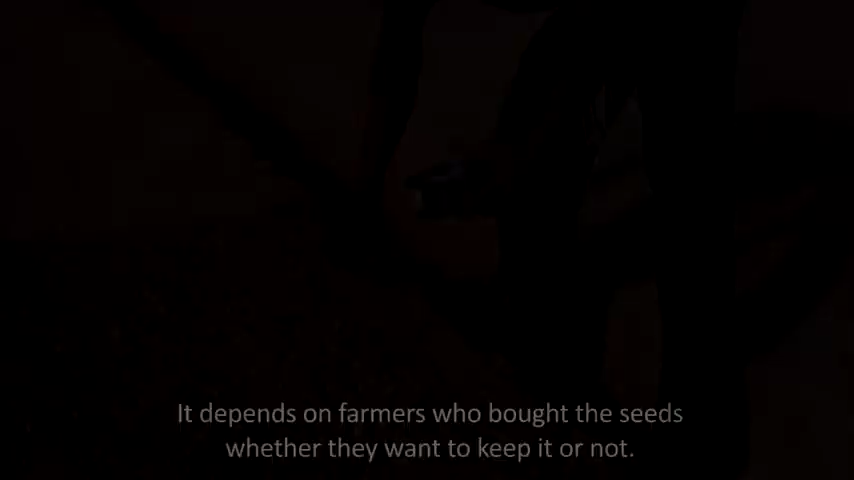 It depends on farmers who bought the seeds
whether they want to keep it or not.